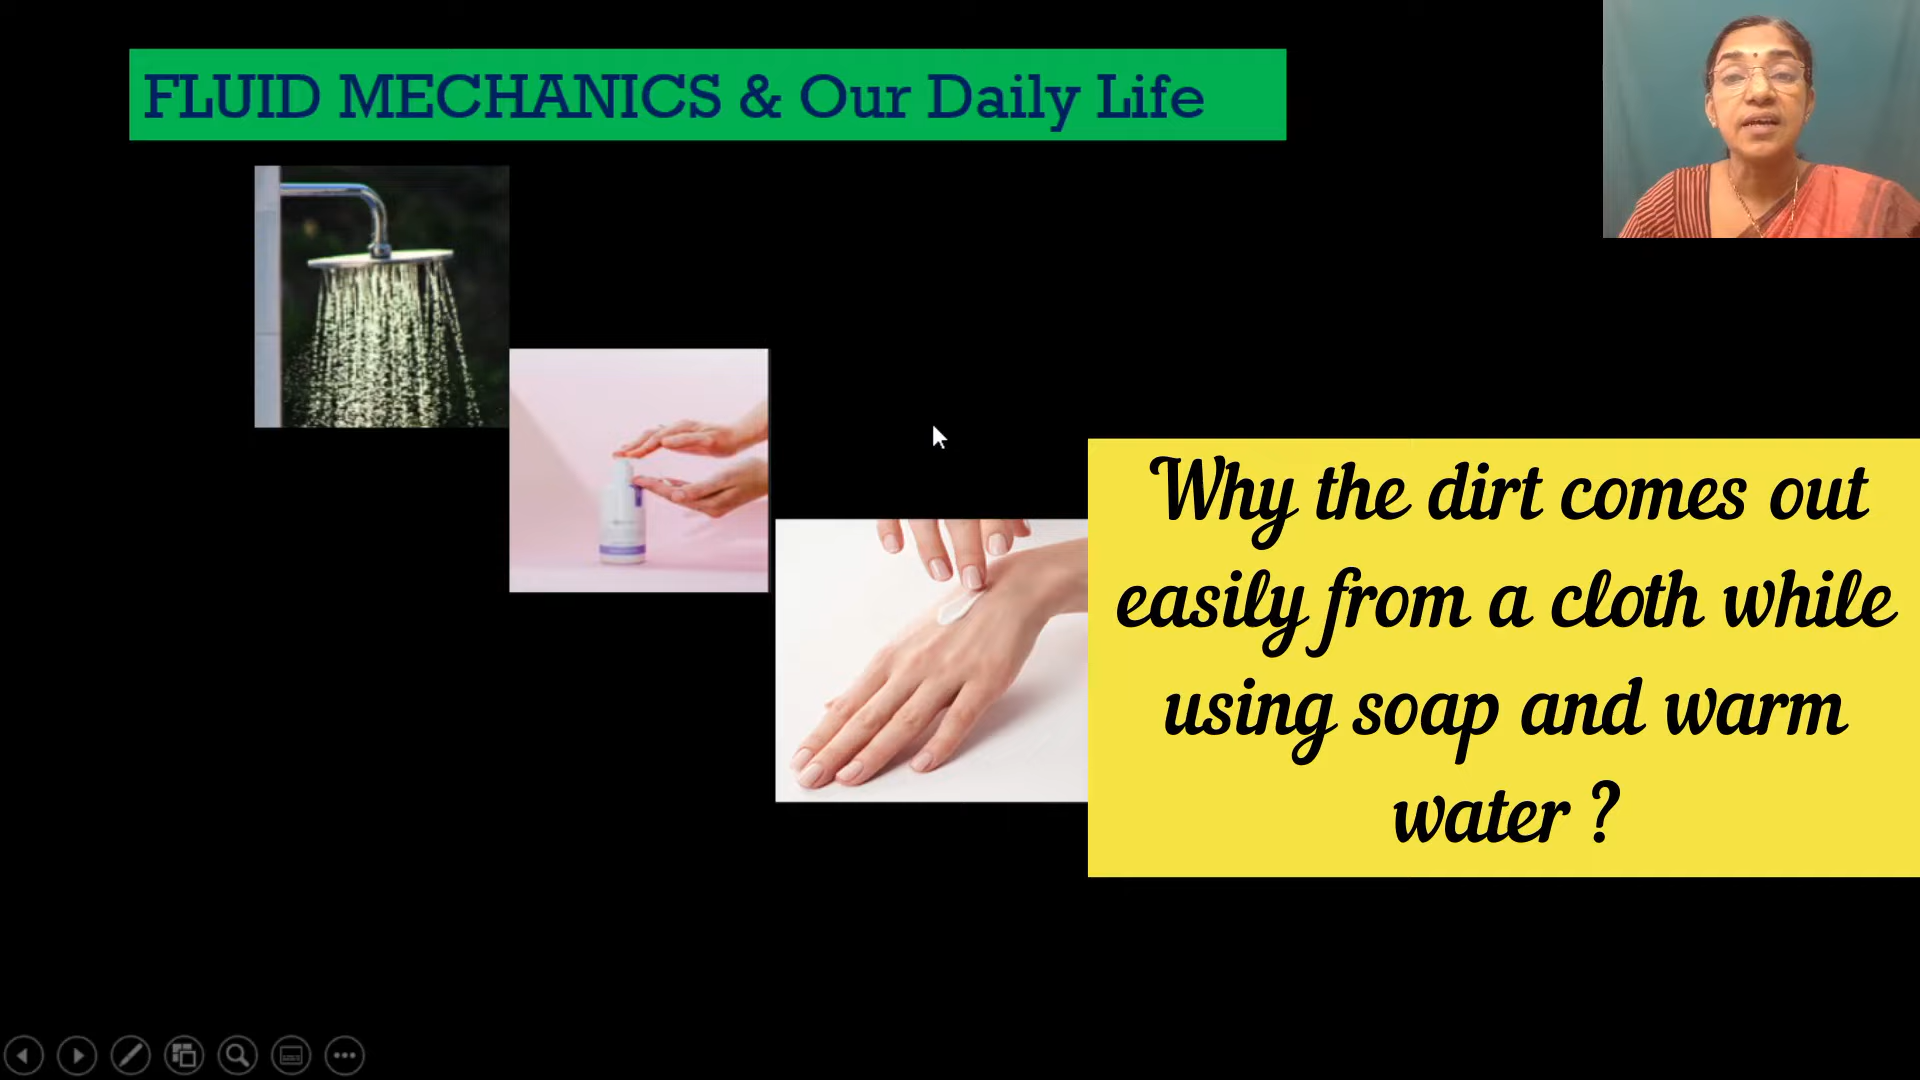 FLUID MECHANICS & Our Daily Life
Why the dirt comes out
easily from a cloth while
using soap and warm
water ?